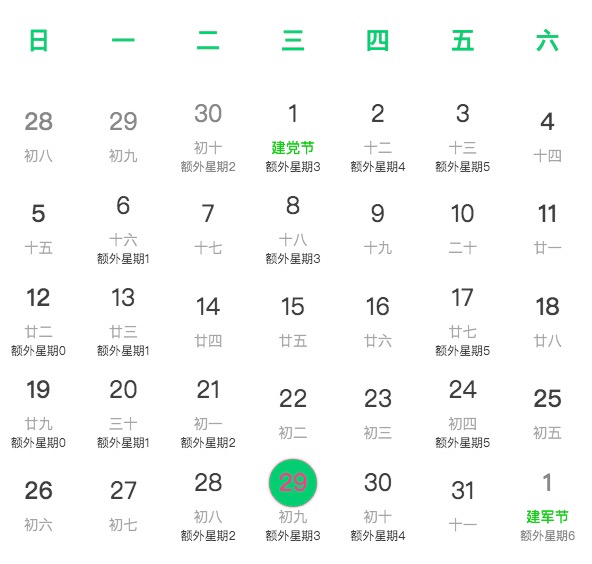 日 一 二 三 四 五 六
28 29 30 1 2 3 4
初八 初九 初十 建党节 十二 十三 十四
额外星期2 额外星期3 额外星期4 额外星期5
5 6 7 8 9 10 11
十五 十六 十七 十八 十九 二十 廿一
额外星期1 额外星期3
12 13 14 15 16 17 18
廿二 廿三 廿四 廿五 廿六 廿七 廿八
额外星期0 额外星期1 额外星期5
19 20 21 22 23 24 25
廿九 三十 初一 初二 初三 初四 初五
额外星期0 额外星期1 额外星期2 额外星期5
26 27 28 29 30 31 1
初六 初七 初八 初九 初十 十一 建军节
额外星期2 额外星期3 额外星期4 额外星期6